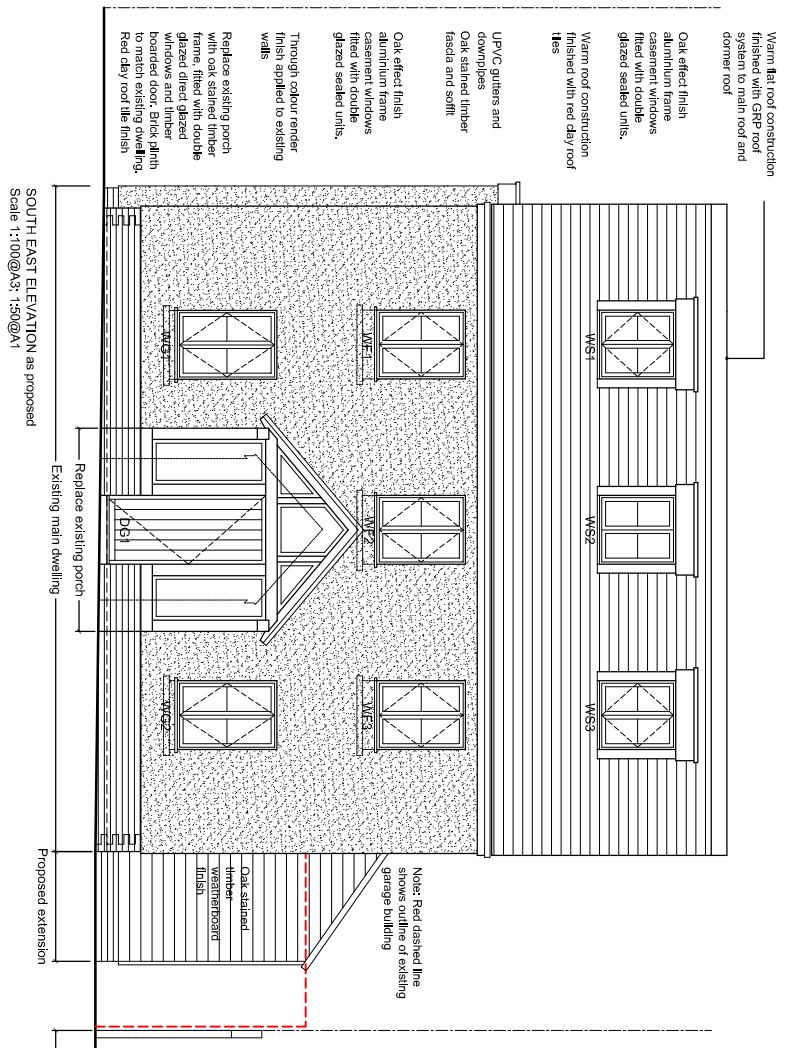 Warm flat roof construction
finished with GRP roof
system to main roof and
dormer roof
Oak effect finish
aluminium frame
casement windows
fitted with double
glazed sealed units.
Warm roof construction
finished with red clay roof
tiles
UPVC gutters and
downpipes
Oak stained timber
fascia and soffit
Oak effect finish
aluminium frame
casement windows
fitted with double
glazed sealed units.
Through colour render
finish applied to existing
walls
Replace existing porch
with oak stained timber
frame, fitted with double
glazed direct glazed
windows and timber
boarded door. Brick plinth
to match existing dwelling.
Red clay roof tile finish
WS1
WS2
WS3
WF1
WF2
WF3
WG1
DG1
WG2
Note: Red dashed line
shows outline of existing
garage building
Oak stained
timber
weatherboard
finish
Replace existing porch
Existing main dwelling
Proposed extension
SOUTH EAST ELEVATION as proposed
Scale 1:100@A3; 1:50@A1